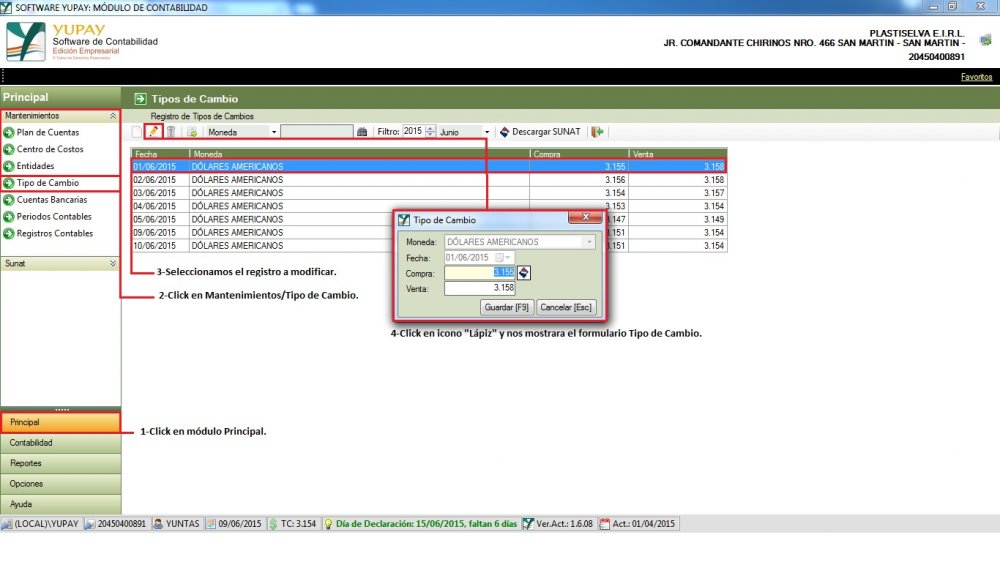 SOFTWARE YUPAY: MÓDULO DE CONTABILIDAD
YUPAY
Software de Contabilidad
Edición Empresarial
PLASTISELVA E.I.R.L.
JR. COMANDANTE CHIRINOS NRO. 466 SAN MARTIN - SAN MARTIN -
20450400891
Favoritos
Principal
Tipos de Cambio
Mantenimientos
Registro de Tipos de Cambios
Plan de Cuentas
Centro de Costos
Entidades
Tipo de Cambio
Cuentas Bancarias
Periodos Contables
Registros Contables
Sunat
Moneda Filtro: 2015 Junio Descargar SUNAT
Fecha Moneda Compra Venta
01/06/2015 DÓLARES AMERICANOS 3.155 3.158
02/06/2015 DÓLARES AMERICANOS 3.156 3.158
03/06/2015 DÓLARES AMERICANOS 3.154 3.157
04/06/2015 DÓLARES AMERICANOS 3.153 3.154
05/06/2015 DÓLARES AMERICANOS 3.147 3.149
09/06/2015 DÓLARES AMERICANOS 3.151 3.154
10/06/2015 DÓLARES AMERICANOS 3.151 3.154
Tipo de Cambio
Moneda: DÓLARES AMERICANOS
Fecha: 01/06/2015
Compra: 3.155
Venta: 3.158
Guardar [F9] Cancelar [Esc]
3-Seleccionamos el registro a modificar.
2-Click en Mantenimientos/Tipo de Cambio.
4-Click en icono "Lápiz" y nos mostrara el formulario Tipo de Cambio.
1-Click en módulo Principal.
Principal
Contabilidad
Reportes
Opciones
Ayuda
(LOCAL)\YUPAY 20450400891 YUNTAS 09/06/2015 TC: 3.154 Día de Declaración: 15/06/2015, faltan 6 días Ver.Act.: 1.6.08 Act.: 01/04/2015